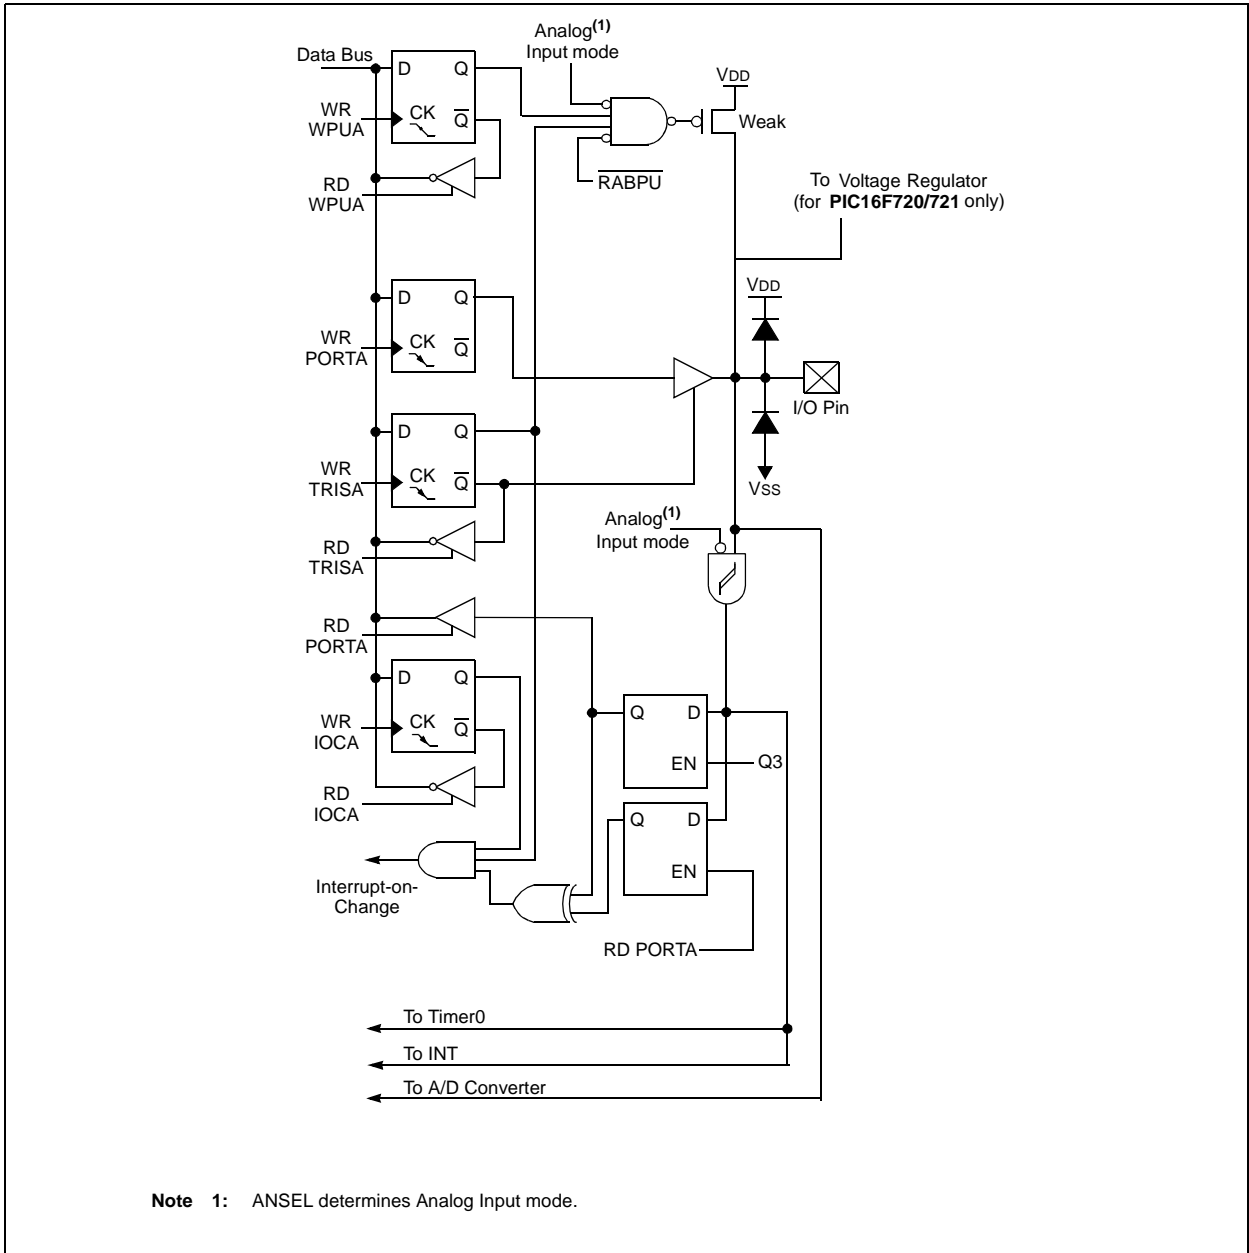 Analog(1)
Input mode
Data Bus
D Q
VDD
WR
WPUA
CK Q
Weak
RABPU
RD
WPUA
To Voltage Regulator
(for PIC16F720/721 only)
D Q
VDD
WR
PORTA
CK Q
I/O Pin
D Q
WR
TRISA
CK Q
VSS
Analog(1)
Input mode
RD
TRISA
RD
PORTA
D Q
Q D
WR
IOCA
CK Q
EN
Q3
RD
IOCA
Q D
EN
Interrupt-on-
Change
RD PORTA
To Timer0
To INT
To A/D Converter
Note 1: ANSEL determines Analog Input mode.